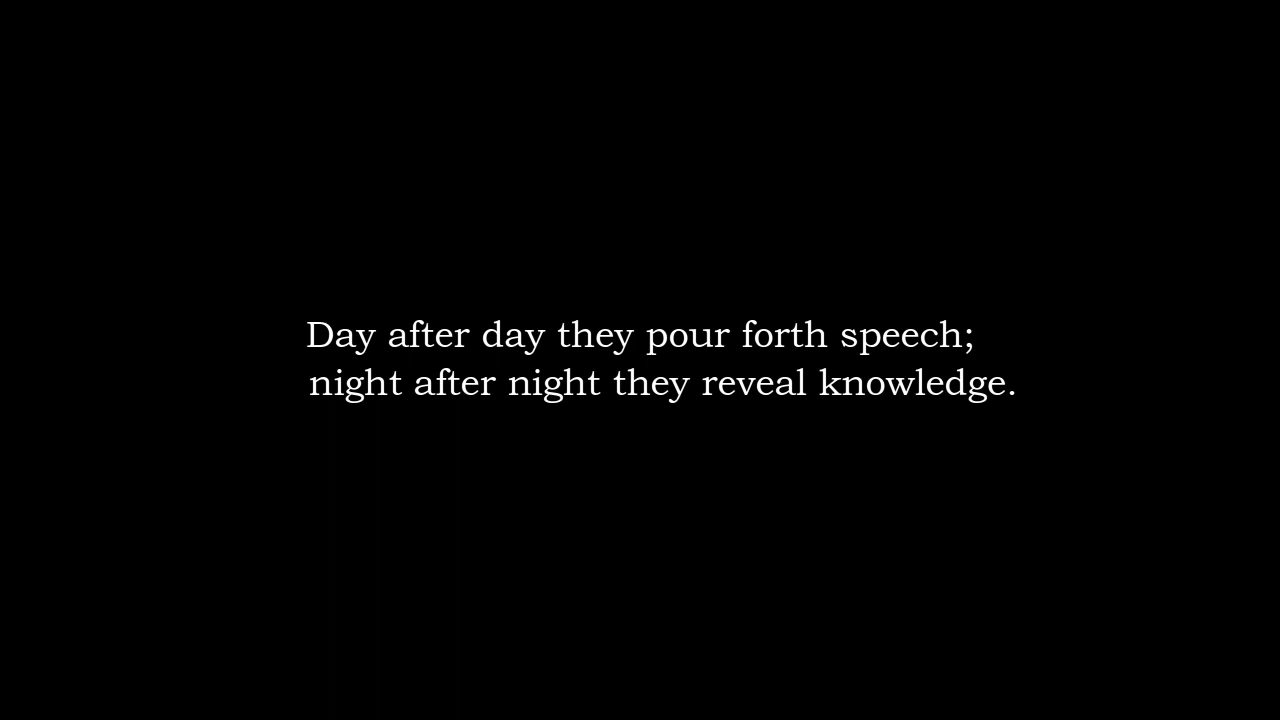 Day after day they pour forth speech;
night after night they reveal knowledge.